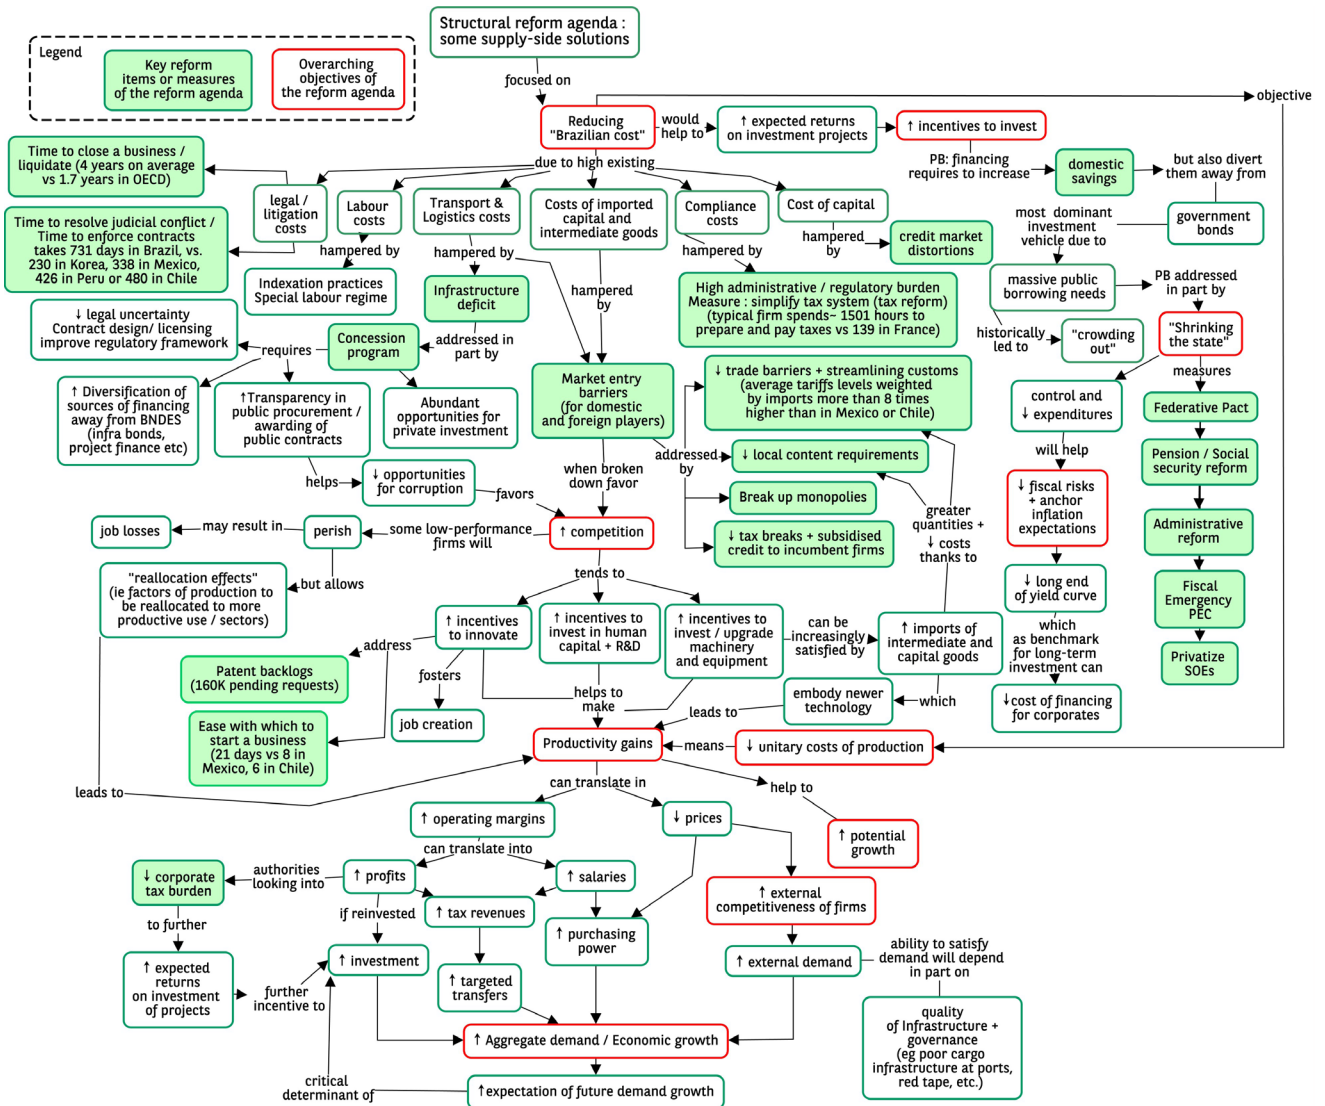 Structural reform agenda :
some supply-side solutions
Legend
Key reform
items or measures
of the reform agenda
Overarching
objectives of
the reform agenda
focused on
objective
Reducing
"Brazilian cost"
would
help to
↑ expected returns
on investment projects
↑ incentives to invest
PB: financing
requires to increase
domestic
savings
but also divert
them away from
government
bonds
most dominant
investment
vehicle due to
massive public
borrowing needs
PB addressed
in part by
historically
led to
"crowding
out"
"Shrinking
the state"
measures
due to high existing
Time to close a business /
liquidate (4 years on average
vs 1.7 years in OECD)
Time to resolve judicial conflict /
Time to enforce contracts
takes 731 days in Brazil, vs.
230 in Korea, 338 in Mexico,
426 in Peru or 480 in Chile
legal /
litigation
costs
Labour
costs
Transport &
Logistics costs
Costs of imported
capital and
intermediate goods
Compliance
costs
Cost of capital
hampered by
hampered by
hampered
by
hampered by
hampered
by
credit market
distortions
Indexation practices
Special labour regime
Infrastructure
deficit
High administrative / regulatory burden
Measure : simplify tax system (tax reform)
(typical firm spends~ 1501 hours to
prepare and pay taxes vs 139 in France)
↓ legal uncertainty
Contract design/ licensing
improve regulatory framework
requires
Concession
program
addressed in
part by
↑ Diversification of
sources of financing
away from BNDES
(infra bonds,
project finance etc)
↑Transparency in
public procurement /
awarding of
public contracts
Abundant
opportunities for
private investment
Market entry
barriers
(for domestic
and foreign players)
↓ trade barriers + streamlining customs
(average tariffs levels weighted
by imports more than 8 times
higher than in Mexico or Chile)
addressed
by
↓ local content requirements
Break up monopolies
↓ tax breaks + subsidised
credit to incumbent firms
control and
↓ expenditures
will help
↓ fiscal risks
+ anchor
inflation
expectations
↓ long end
of yield curve
which
as benchmark
for long-term
investment can
↓cost of financing
for corporates
Federative Pact
Pension / Social
security reform
Administrative
reform
Fiscal
Emergency
PEC
Privatize
SOEs
helps
↓ opportunities
for corruption
favors
when broken
down favor
↑ competition
some low-performance
firms will
perish
may result in
job losses
but allows
"reallocation effects"
(ie factors of production to
be reallocated to more
productive use / sectors)
tends to
↑ incentives
to innovate
↑ incentives to
invest in human
capital + R&D
↑ incentives to
invest / upgrade
machinery
and equipment
can be
increasingly
satisfied by
↑ imports of
intermediate and
capital goods
greater
quantities +
↓ costs
thanks to
which
embody newer
technology
leads to
address
Patent backlogs
(160K pending requests)
Ease with which to
start a business
(21 days vs 8 in
Mexico, 6 in Chile)
fosters
job creation
helps to
make
Productivity gains
means
↓ unitary costs of production
leads to
can translate in
help to
↑ potential
growth
↑ operating margins
↓ prices
can translate into
↓ corporate
tax burden
authorities
looking into
↑ profits
↑ salaries
↑ external
competitiveness of firms
to further
if reinvested
↑ tax revenues
↑ purchasing
power
↑ expected
returns
on investment
of projects
further
incentive to
↑ investment
↑ targeted
transfers
↑ external demand
ability to satisfy
demand will depend
in part on
quality
of Infrastructure +
governance
(eg poor cargo
infrastructure at ports,
red tape, etc.)
↑ Aggregate demand / Economic growth
critical
determinant of
↑expectation of future demand growth